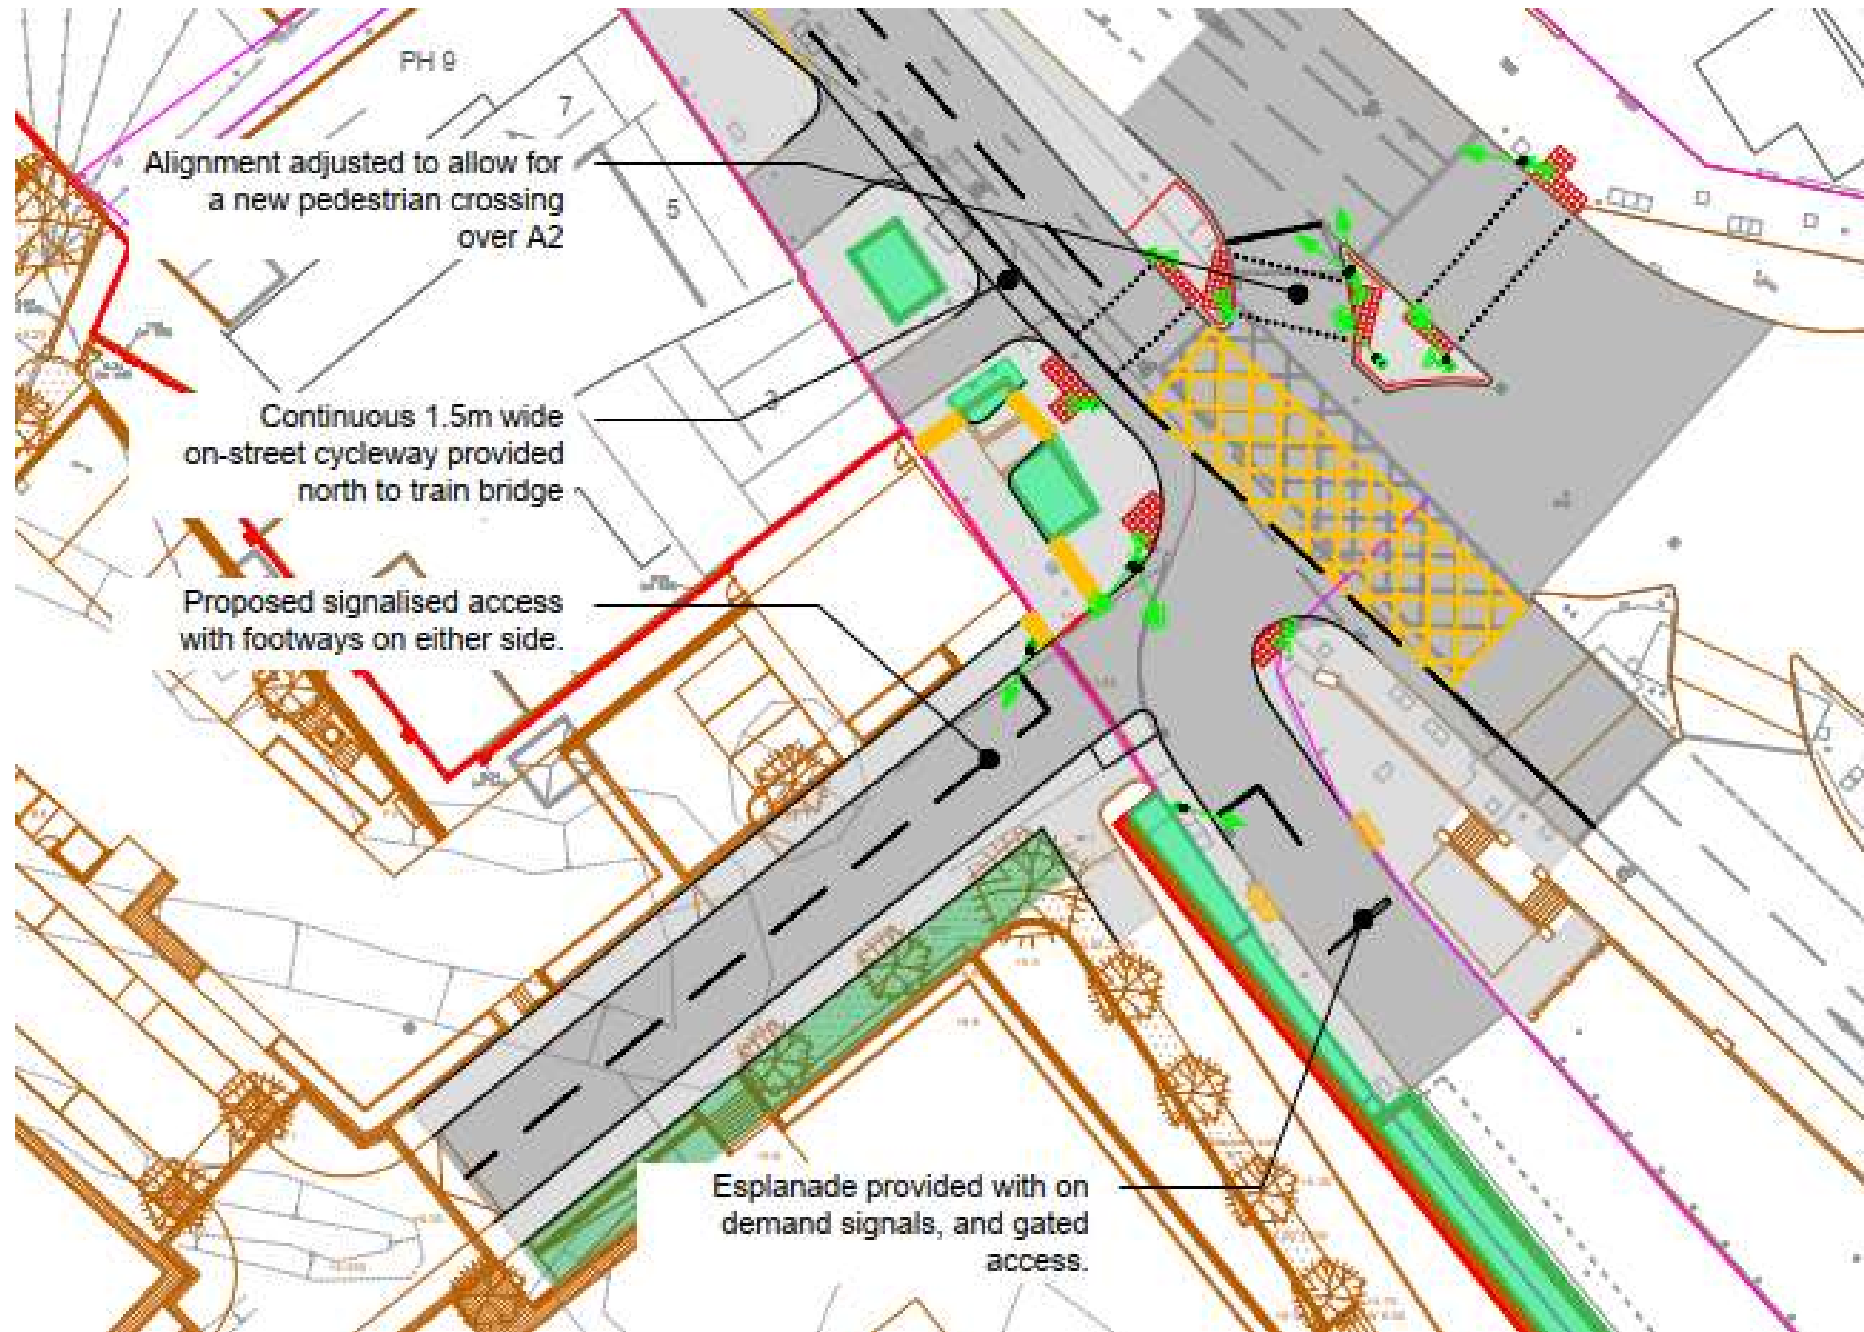 PH 9
7
Alignment adjusted to allow for
a new pedestrian crossing
over A2
5
3
Continuous 1.5m wide
on-street cycleway provided
north to train bridge
Proposed signalised access
with footways on either side.
Esplanade provided with on
demand signals, and gated
access.